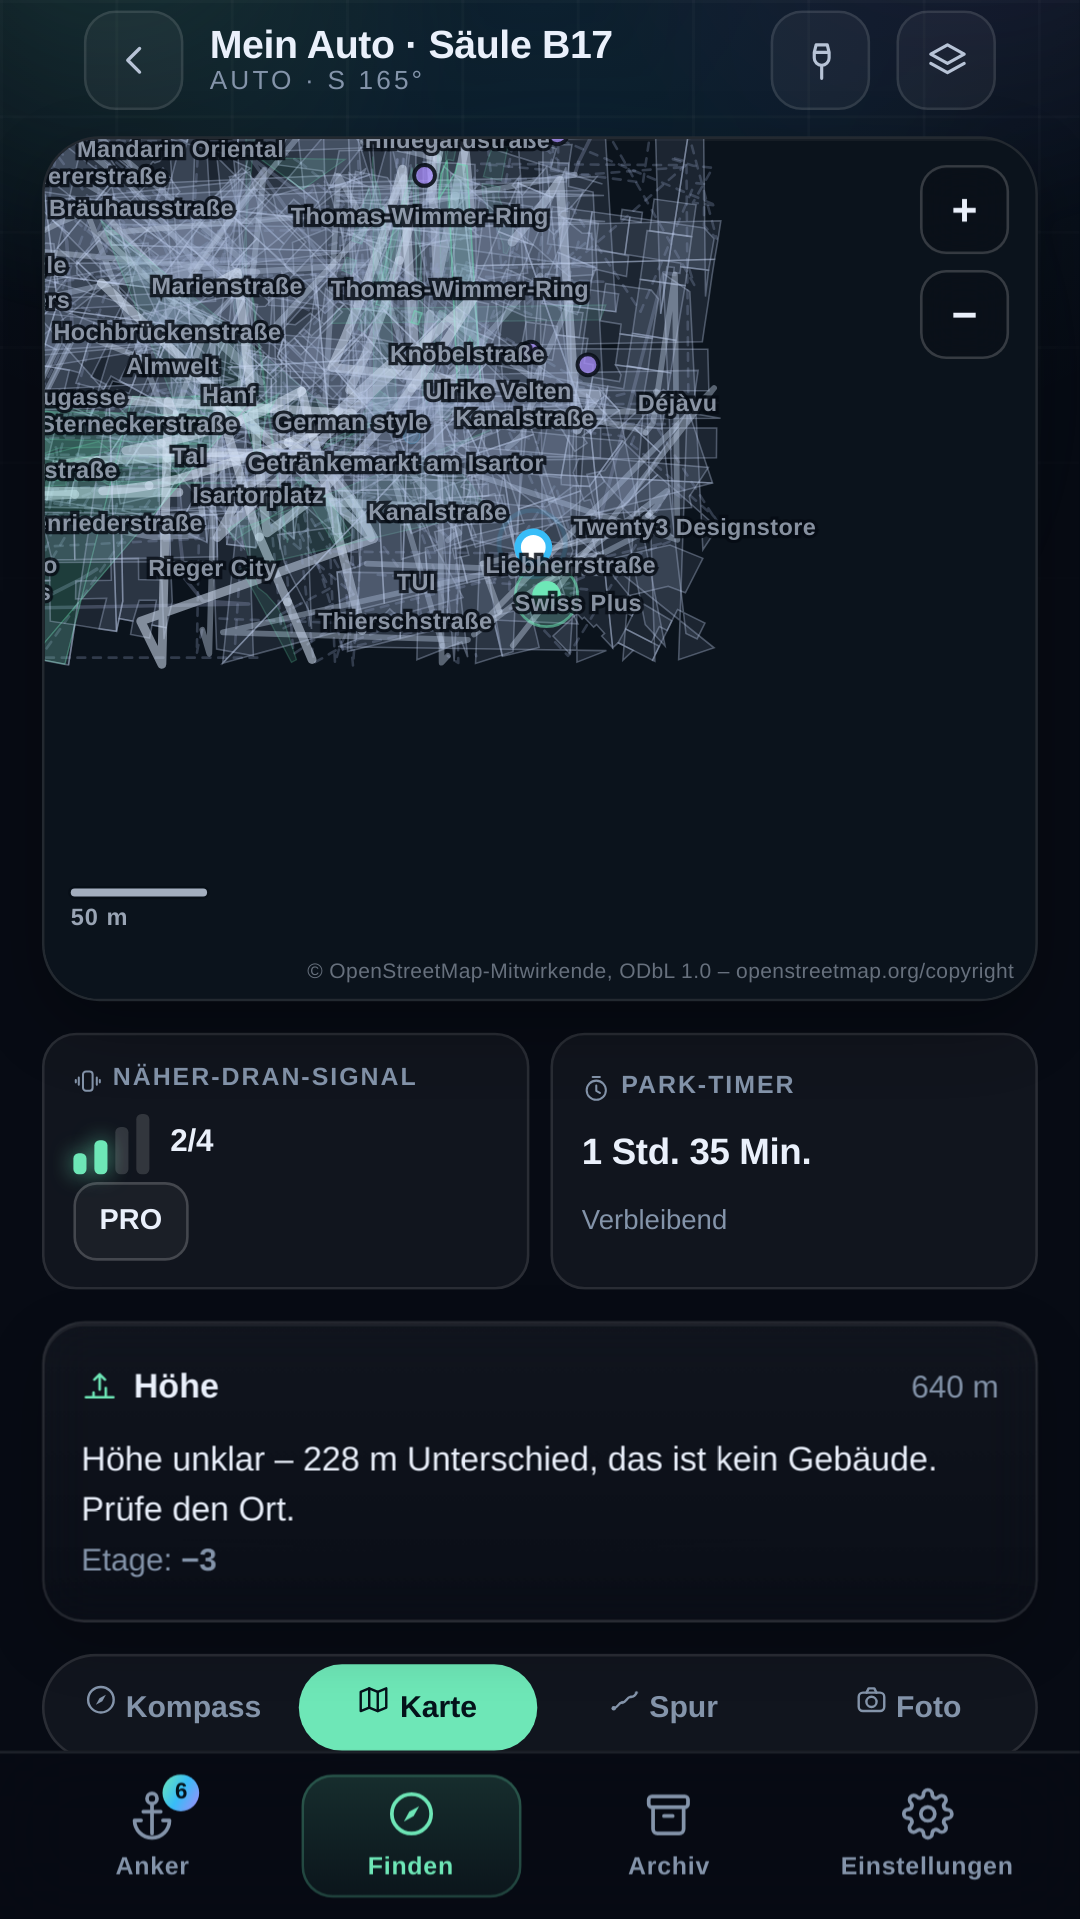 Mein Auto · Säule B17
AUTO · S 165°
Mandarin Oriental
Hildegardstraße
ererstraße
Bräuhausstraße
Thomas-Wimmer-Ring
le
Marienstraße
Thomas-Wimmer-Ring
rs
Hochbrückenstraße
Knöbelstraße
Almwelt
ugasse
Hanf
Ulrike Velten
Déjàvu
Sterneckerstraße
German style
Kanalstraße
straße
Tal
Getränkemarkt am Isartor
Isartorplatz
Kanalstraße
nriederstraße
Twenty3 Designstore
o
Rieger City
Liebherrstraße
TUI
s
Swiss Plus
Thierschstraße
+
−
50 m
© OpenStreetMap-Mitwirkende, ODbL 1.0 – openstreetmap.org/copyright
NÄHER-DRAN-SIGNAL
2/4
PRO
PARK-TIMER
1 Std. 35 Min.
Verbleibend
Höhe
640 m
Höhe unklar – 228 m Unterschied, das ist kein Gebäude.
Prüfe den Ort.
Etage: −3
Kompass
Karte
Spur
Foto
6
Anker
Finden
Archiv
Einstellungen